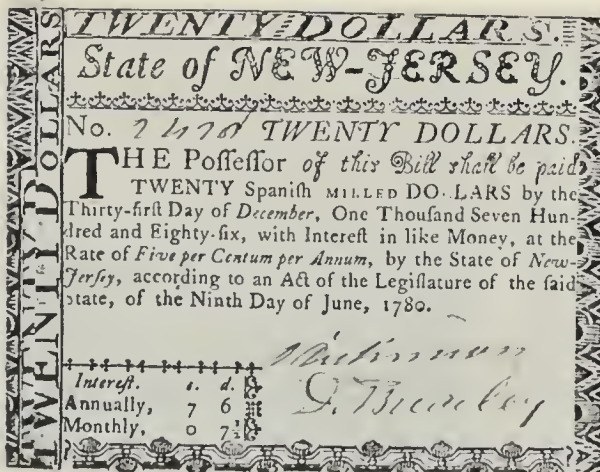 TWENTY DOLLARS.
TWENTY DOLLARS
TWENTY DOLLARS
State of NEW-JERSEY.
No. TWENTY DOLLARS.
THE Poſſeſſor of this Bill ſhall be paid
TWENTY Spaniſh MILLED DO..LARS by the
Thirty-firſt Day of December, One Thouſand Seven Hun-
dred and Eighty-ſix, with Intereſt in like Money, at the
Rate of Five per Centum per Annum, by the State of New-
Jerſey, according to an Act of the Legiſlature of the ſaid
State, of the Ninth Day of June, 1780.
Intereſt. s. d.
Annually, 7 6
Monthly, 0 7½